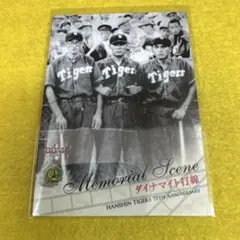 Tigers Tigers Tigers
Memorial Scene
ダイナマイト打線
HANSHIN TIGERS 75TH ANNIVERSARY